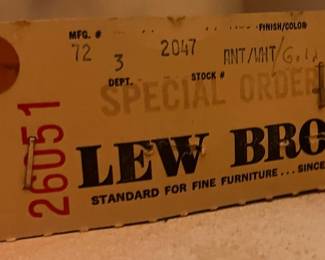 MFG. # FINISH/COLOR
72 3 2047 ANT/WHT/Gold
DEPT. STOCK #
SPECIAL ORDER
26051
LEW BRO
STANDARD FOR FINE FURNITURE...SINCE